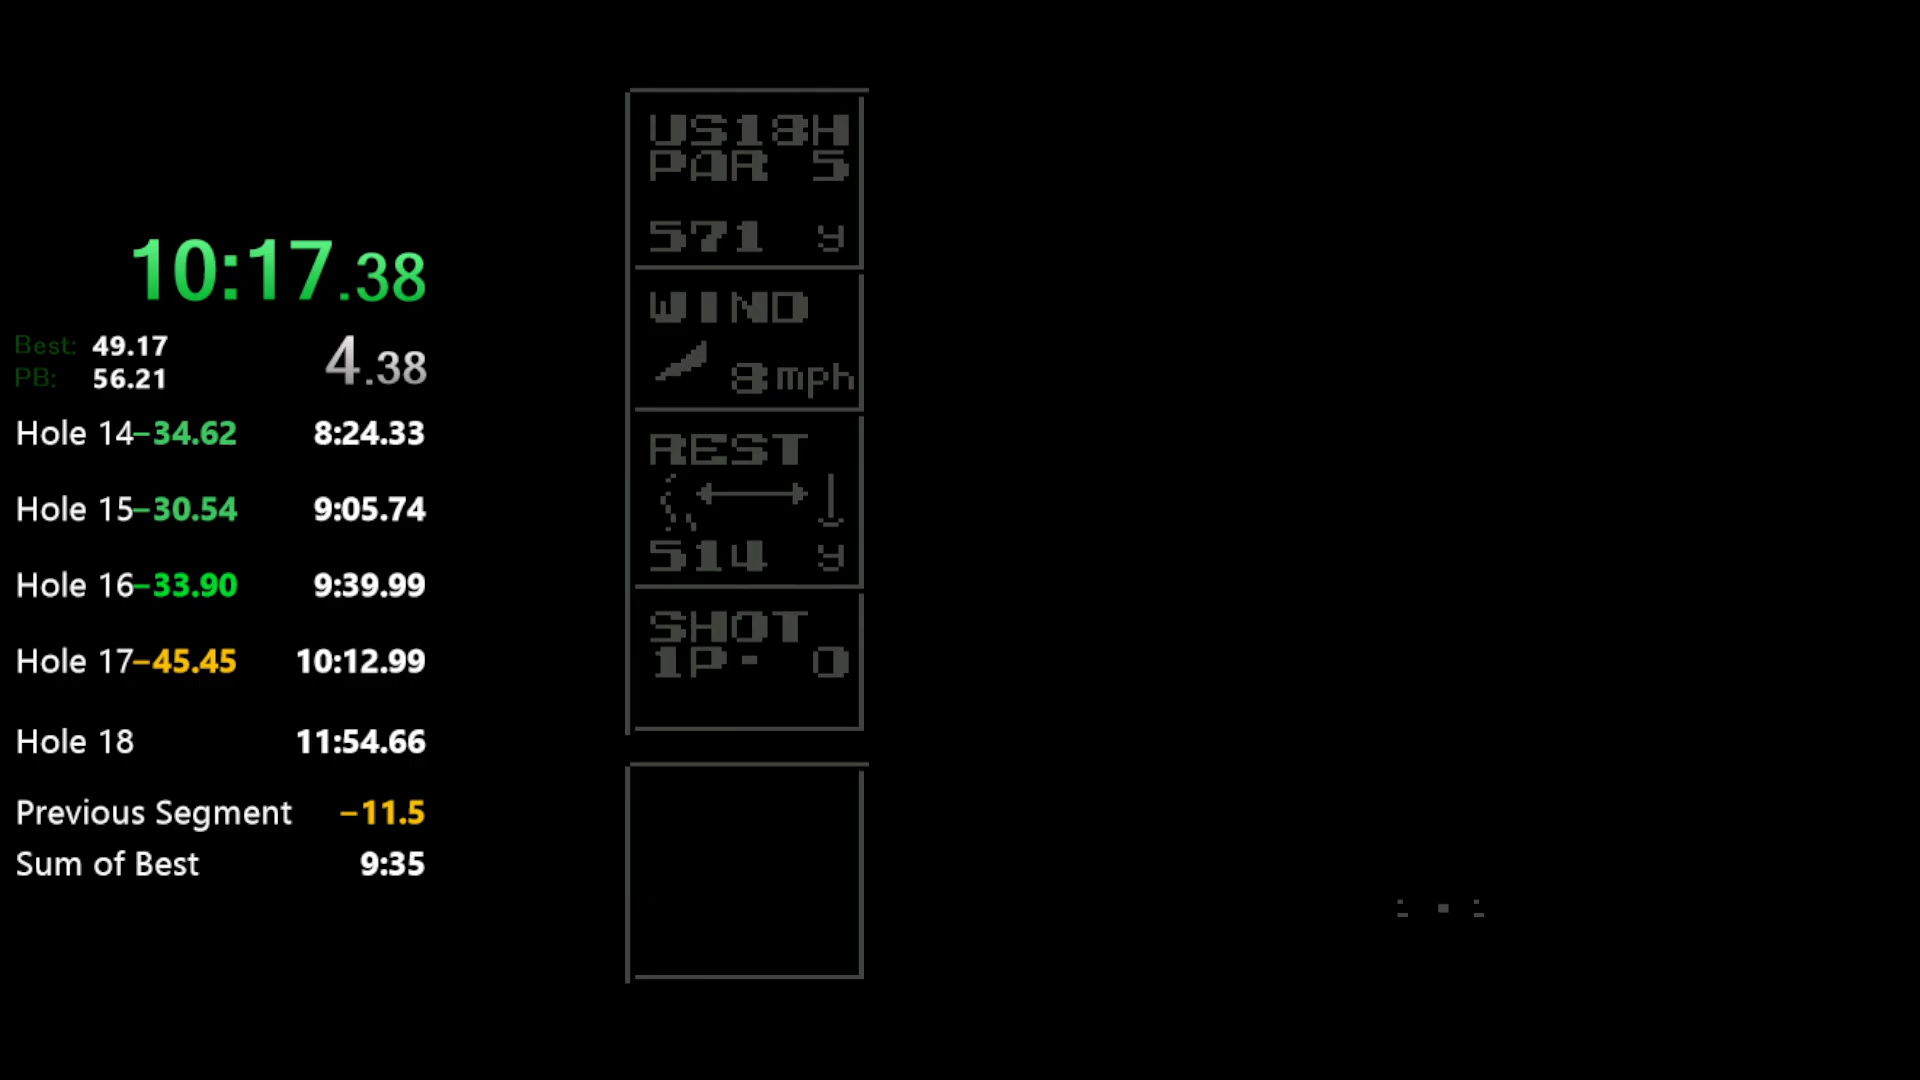 10:17.38
Best: 49.17
4.38
PB: 56.21
Hole 14 −34.62 8:24.33
Hole 15 −30.54 9:05.74
Hole 16 −33.90 9:39.99
Hole 17 −45.45 10:12.99
Hole 18 11:54.66
Previous Segment −11.5
Sum of Best 9:35
US18H
PAR 5
571 y
WIND
8mph
REST
514 y
SHOT
1P- 0